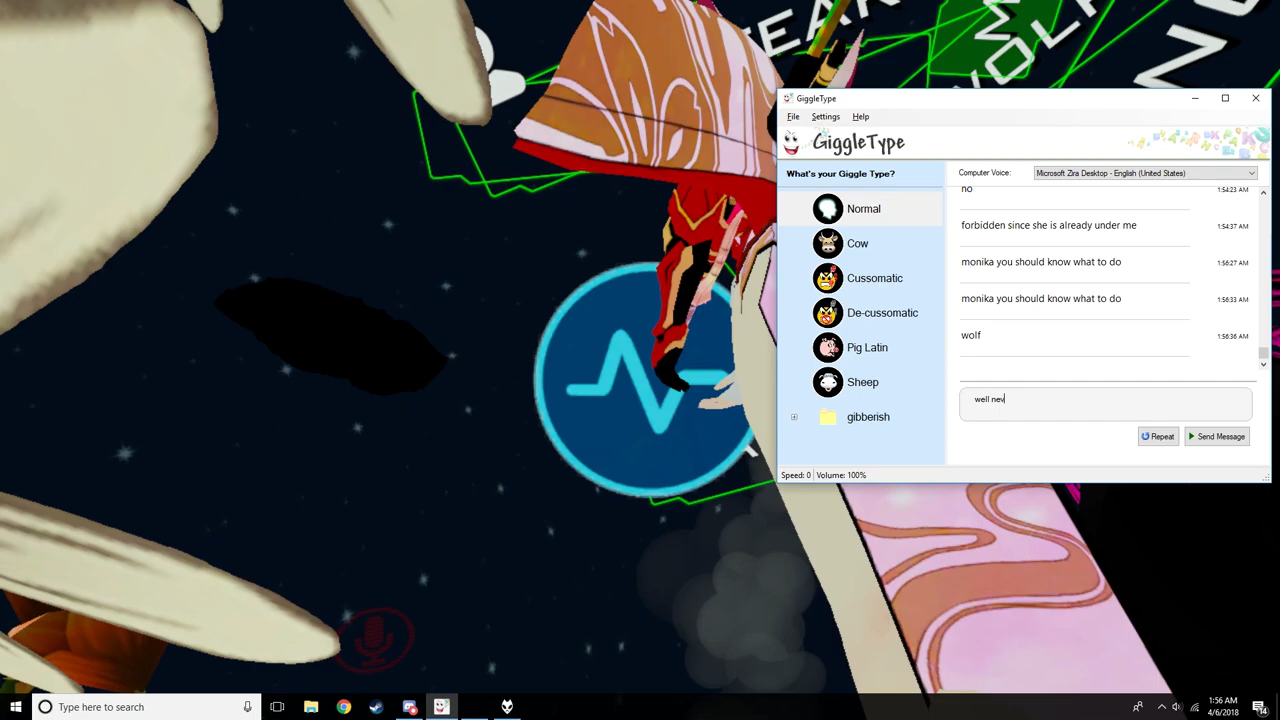 EAR
WOLF
GiggleType
File Settings Help
GiggleType
What's your Giggle Type?
Computer Voice: Microsoft Zira Desktop - English (United States)
Normal
Cow
Cussomatic
De-cussomatic
Pig Latin
Sheep
gibberish
no 1:54:23 AM
forbidden since she is already under me 1:54:37 AM
monika you should know what to do 1:56:27 AM
monika you should know what to do 1:56:33 AM
wolf 1:56:36 AM
well nev
Repeat Send Message
Speed: 0 Volume: 100%
Type here to search
1:56 AM
4/6/2018
14